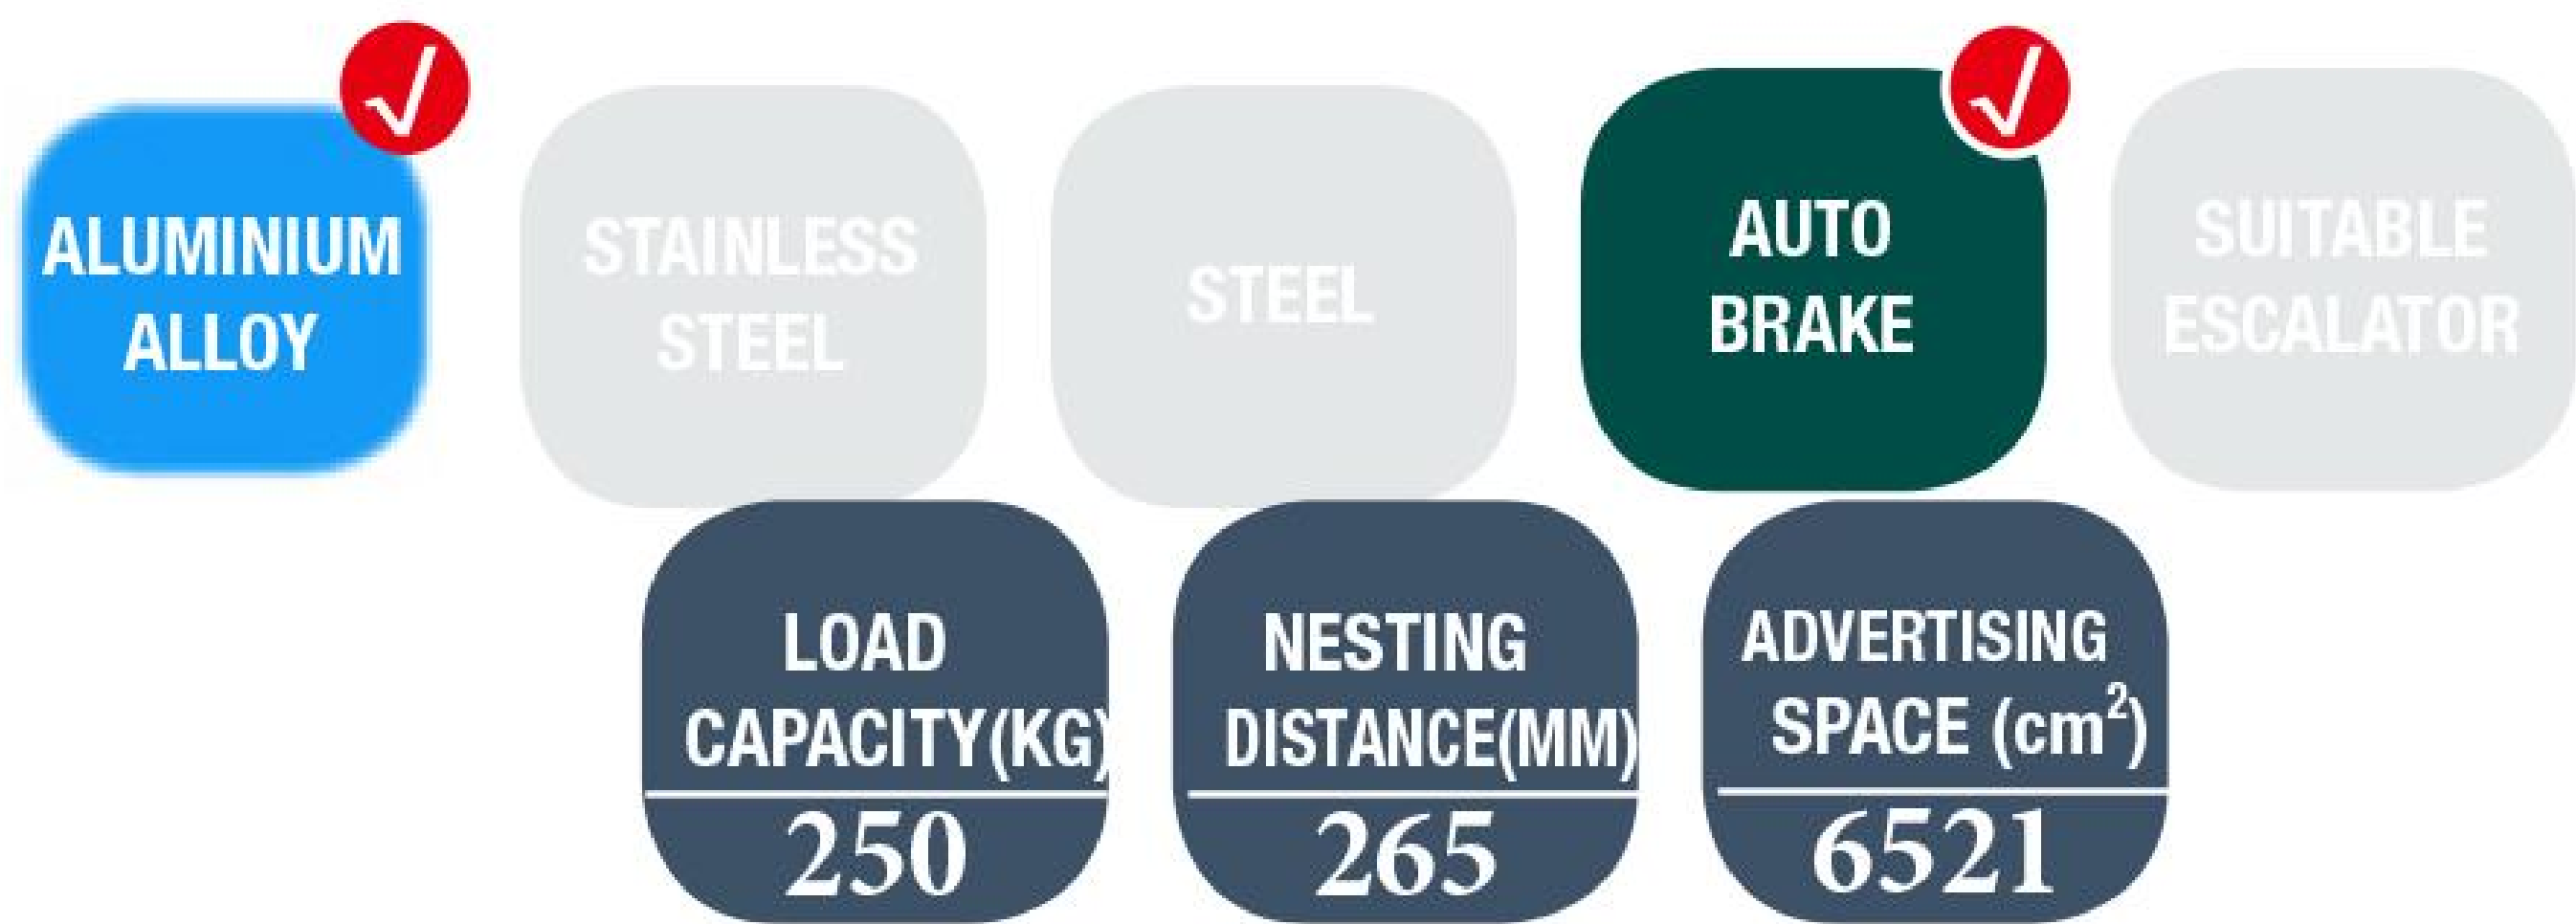 ALUMINIUM
ALLOY
STAINLESS
STEEL
STEEL
AUTO
BRAKE
SUITABLE
ESCALATOR
LOAD
CAPACITY(KG)
250
NESTING
DISTANCE(MM)
265
ADVERTISING
SPACE (cm²)
6521